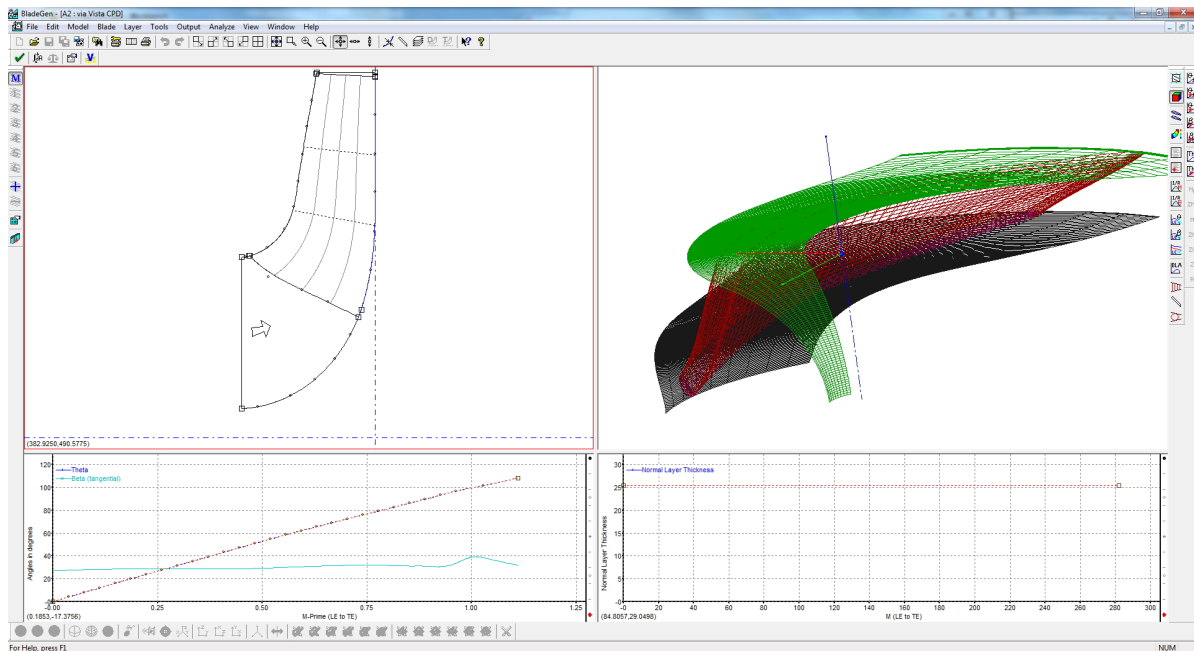 BladeGen - [A2 : via Vista CPD]
File Edit Model Blade Layer Tools Output Analyze View Window Help
M
(382.9250,490.5775)
120
100
80
60
40
20
-0
Angles in degrees
Theta
Beta (tangential)
-0.00 0.25 0.50 0.75 1.00 1.25
(0.1853,-17.3756)
M-Prime (LE to TE)
30
25
20
15
10
5
-0
Normal Layer Thickness
Normal Layer Thickness
-0 20 40 60 80 100 120 140 160 180 200 220 240 260 280 300
(84.8057,29.0498)
M (LE to TE)
BLA
For Help, press F1
NUM